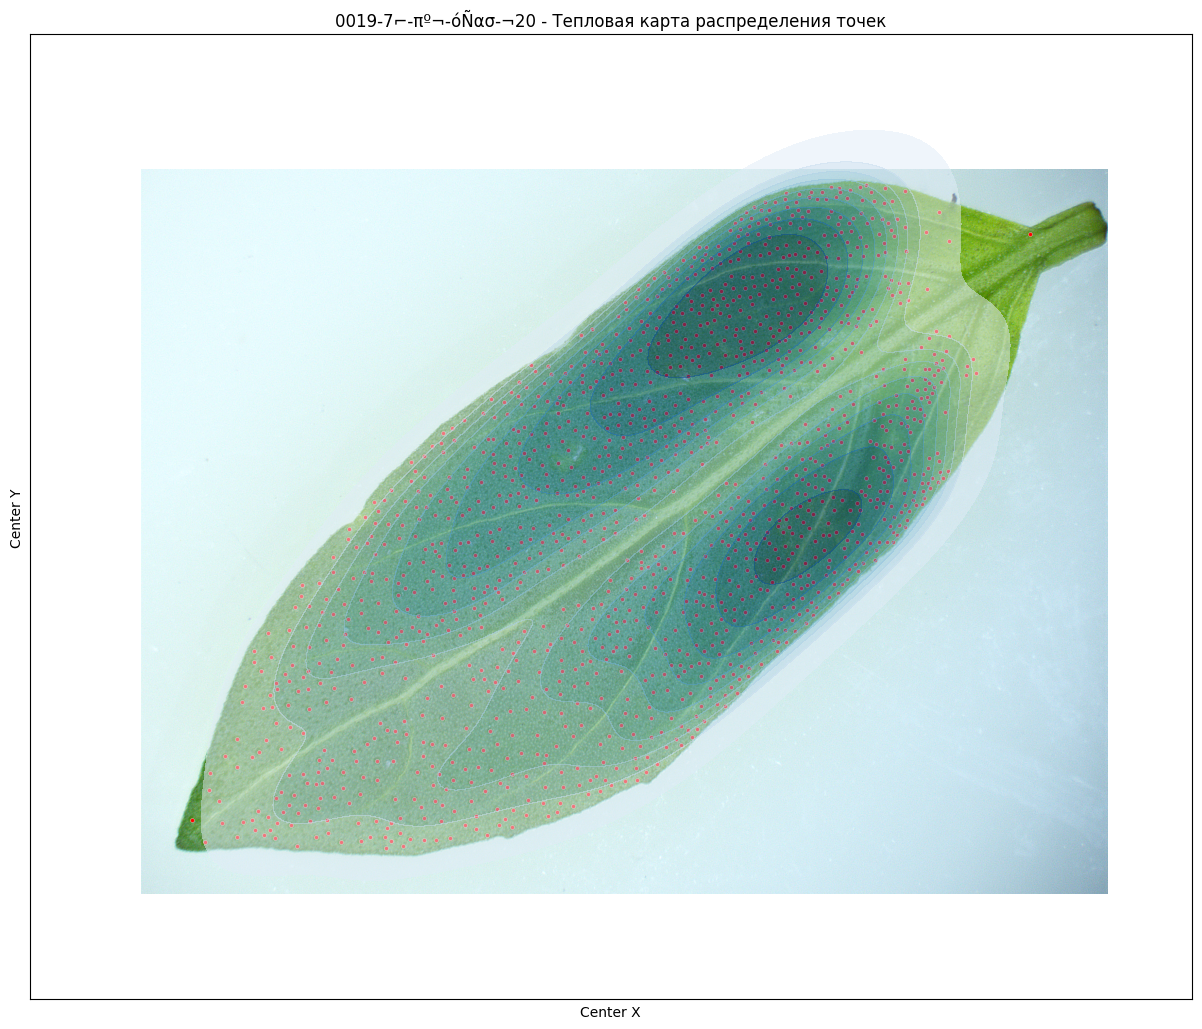 0019-7⌐-πº¬-óÑασ-¬20 - Тепловая карта распределения точек
Center Y
Center X